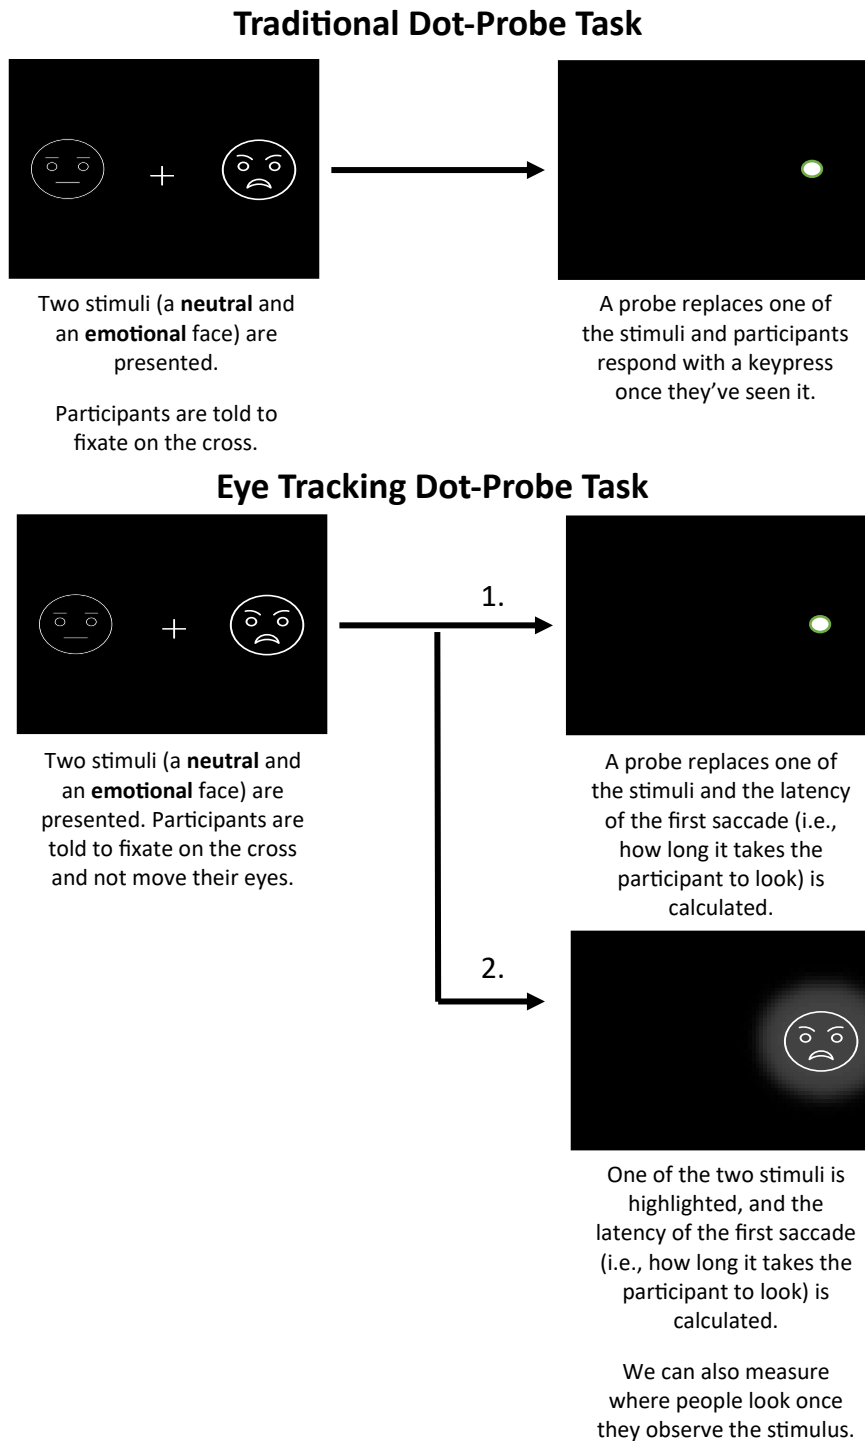 Traditional Dot-Probe Task
Two stimuli (a neutral and
an emotional face) are
presented.
Participants are told to
fixate on the cross.
A probe replaces one of
the stimuli and participants
respond with a keypress
once they've seen it.
Eye Tracking Dot-Probe Task
1.
Two stimuli (a neutral and
an emotional face) are
presented. Participants are
told to fixate on the cross
and not move their eyes.
A probe replaces one of
the stimuli and the latency
of the first saccade (i.e.,
how long it takes the
participant to look) is
calculated.
2.
One of the two stimuli is
highlighted, and the
latency of the first saccade
(i.e., how long it takes the
participant to look) is
calculated.
We can also measure
where people look once
they observe the stimulus.